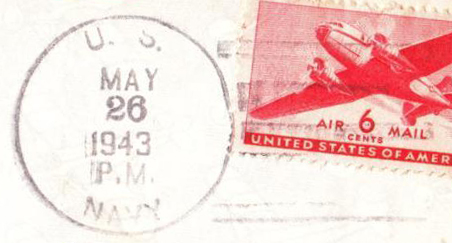 U. S.
MAY
26
1943
P.M.
NAVY
AIR 6 MAIL
CENTS
UNITED STATES OF AMER